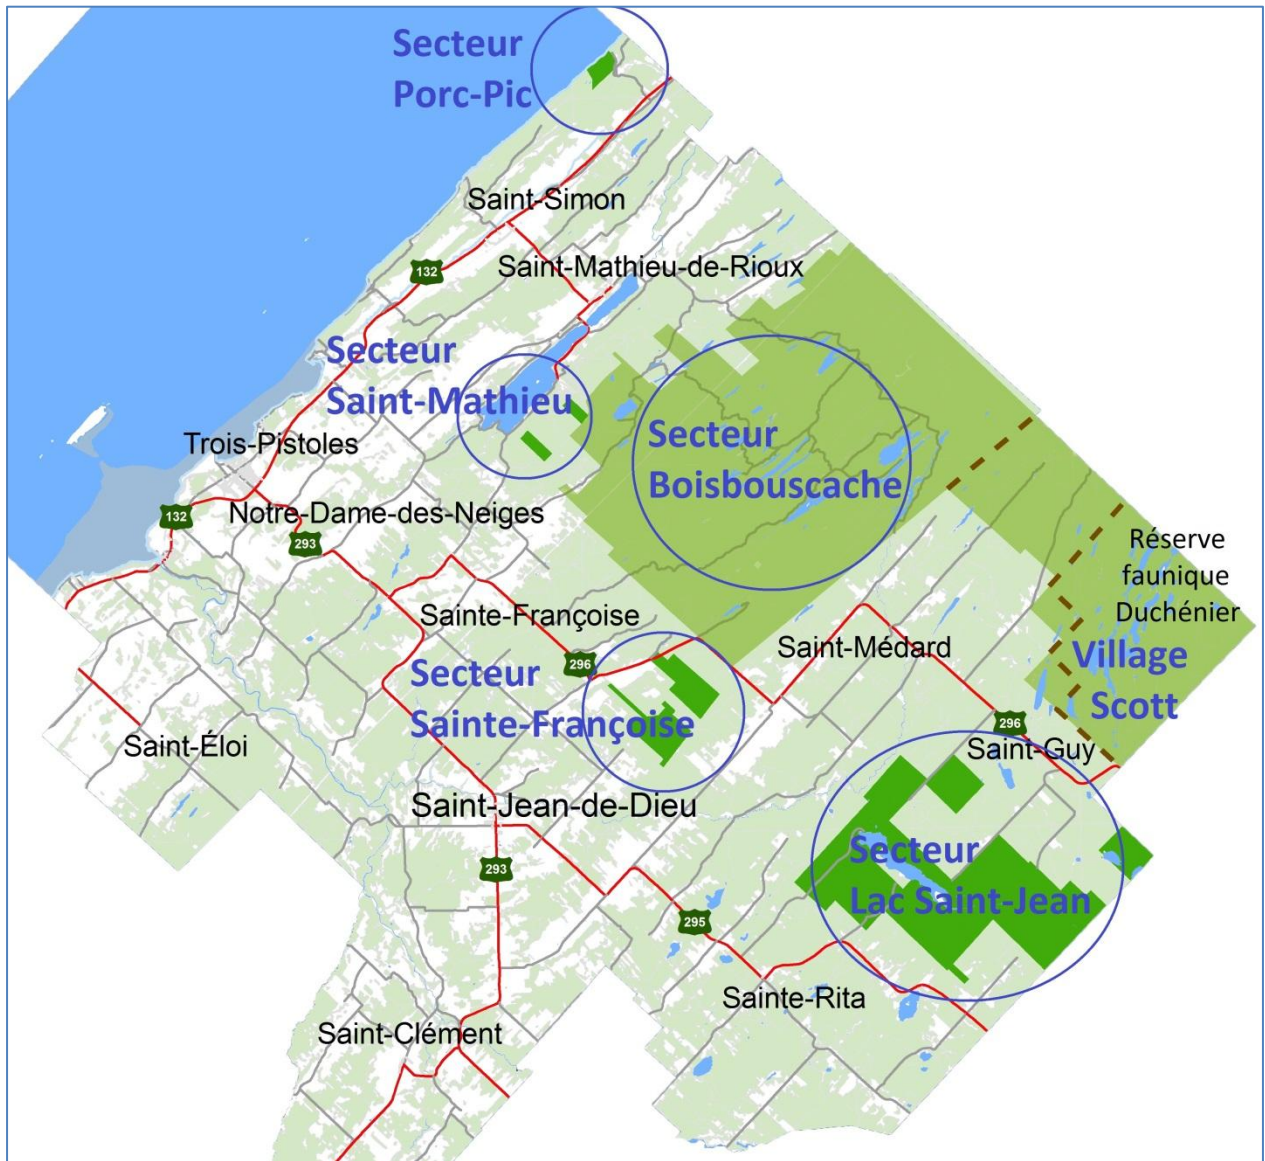 Secteur
Porc-Pic
Saint-Simon
Saint-Mathieu-de-Rioux
132
Secteur
Saint-Mathieu
Secteur
Boisbouscache
Trois-Pistoles
132
Notre-Dame-des-Neiges
293
Réserve
faunique
Duchénier
Sainte-Françoise
Saint-Médard
Village
Scott
296
Secteur
Sainte-Françoise
296
Saint-Guy
Saint-Éloi
Saint-Jean-de-Dieu
293
Secteur
Lac Saint-Jean
295
Sainte-Rita
Saint-Clément